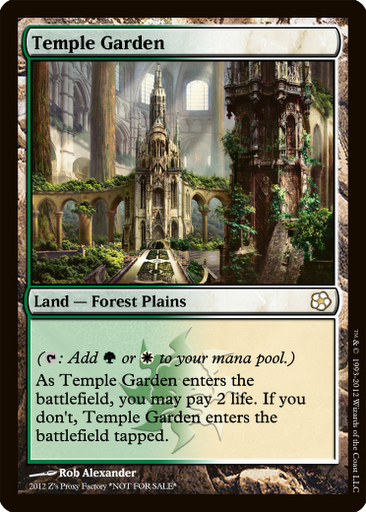 Temple Garden
Land — Forest Plains
( : Add or to your mana pool.)
As Temple Garden enters the
battlefield, you may pay 2 life. If you
don't, Temple Garden enters the
battlefield tapped.
Rob Alexander
2012 Z's Proxy Factory *NOT FOR SALE*
™ & © 1993-2012 Wizards of the Coast LLC